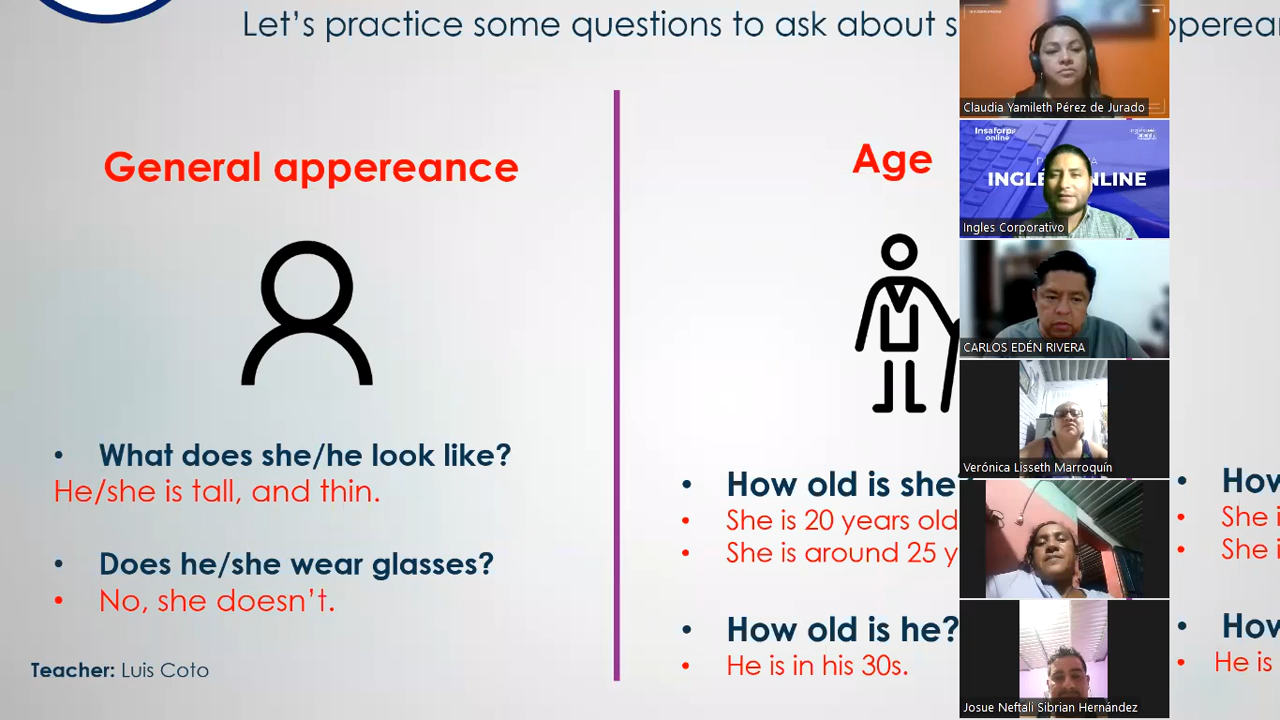 Let's practice some questions to ask about s
General appereance
What does she/he look like?
He/she is tall, and thin.
Does he/she wear glasses?
No, she doesn't.
Teacher: Luis Coto
Age
How old is she?
She is 20 years old
She is around 25 y
How old is he?
He is in his 30s.
Claudia Yamileth Pérez de Jurado
Insaforp
online
INGLÉ NLINE
Ingles Corporativo
CARLOS EDÉN RIVERA
Verónica Lisseth Marroquín
Josue Neftali Sibrian Hernández
How
She i
She i
How
He is